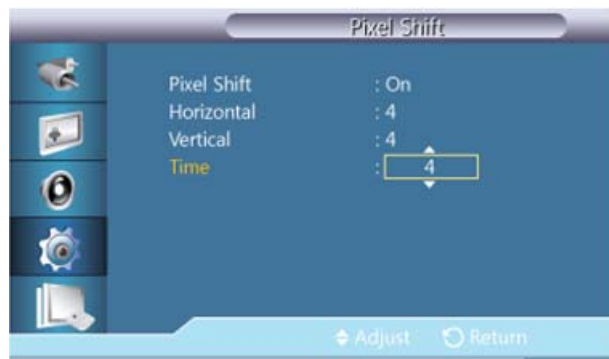 Pixel Shift
Pixel Shift : On
Horizontal : 4
Vertical : 4
Time : 4
Adjust Return